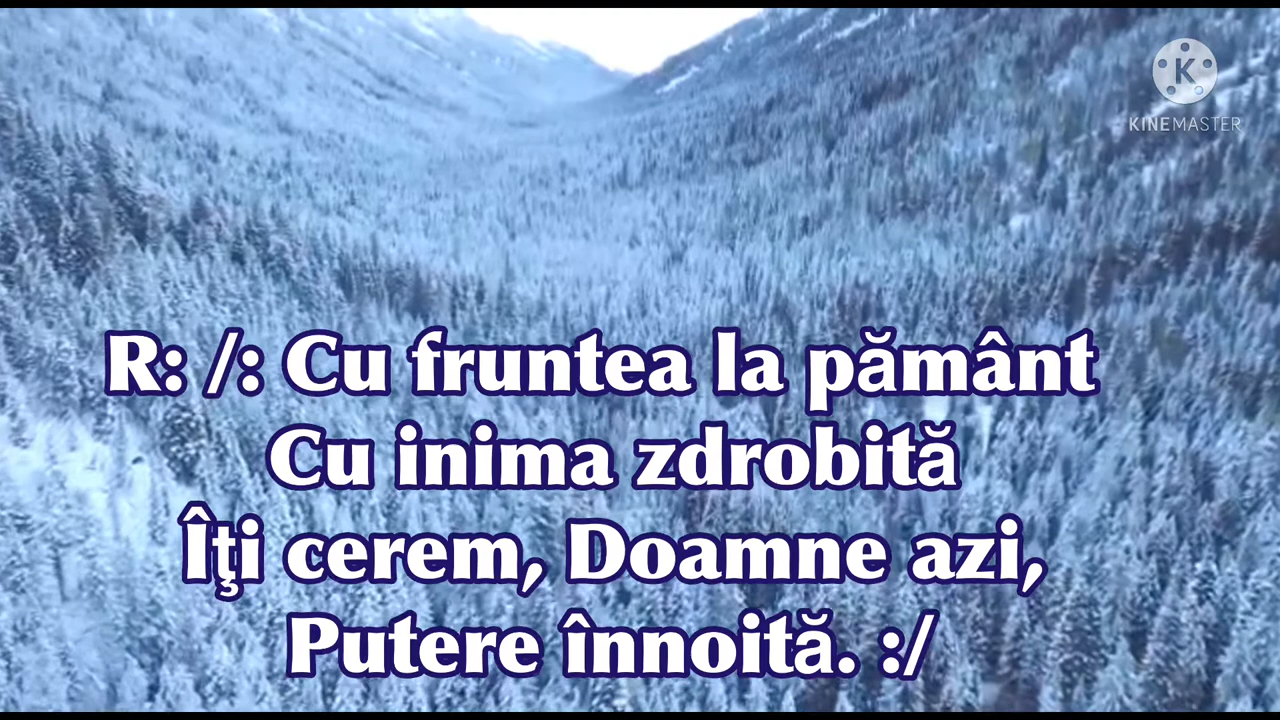 KINEMASTER
R: /: Cu fruntea la pământ
Cu inima zdrobită
Îţi cerem, Doamne azi,
Putere înnoită. :/